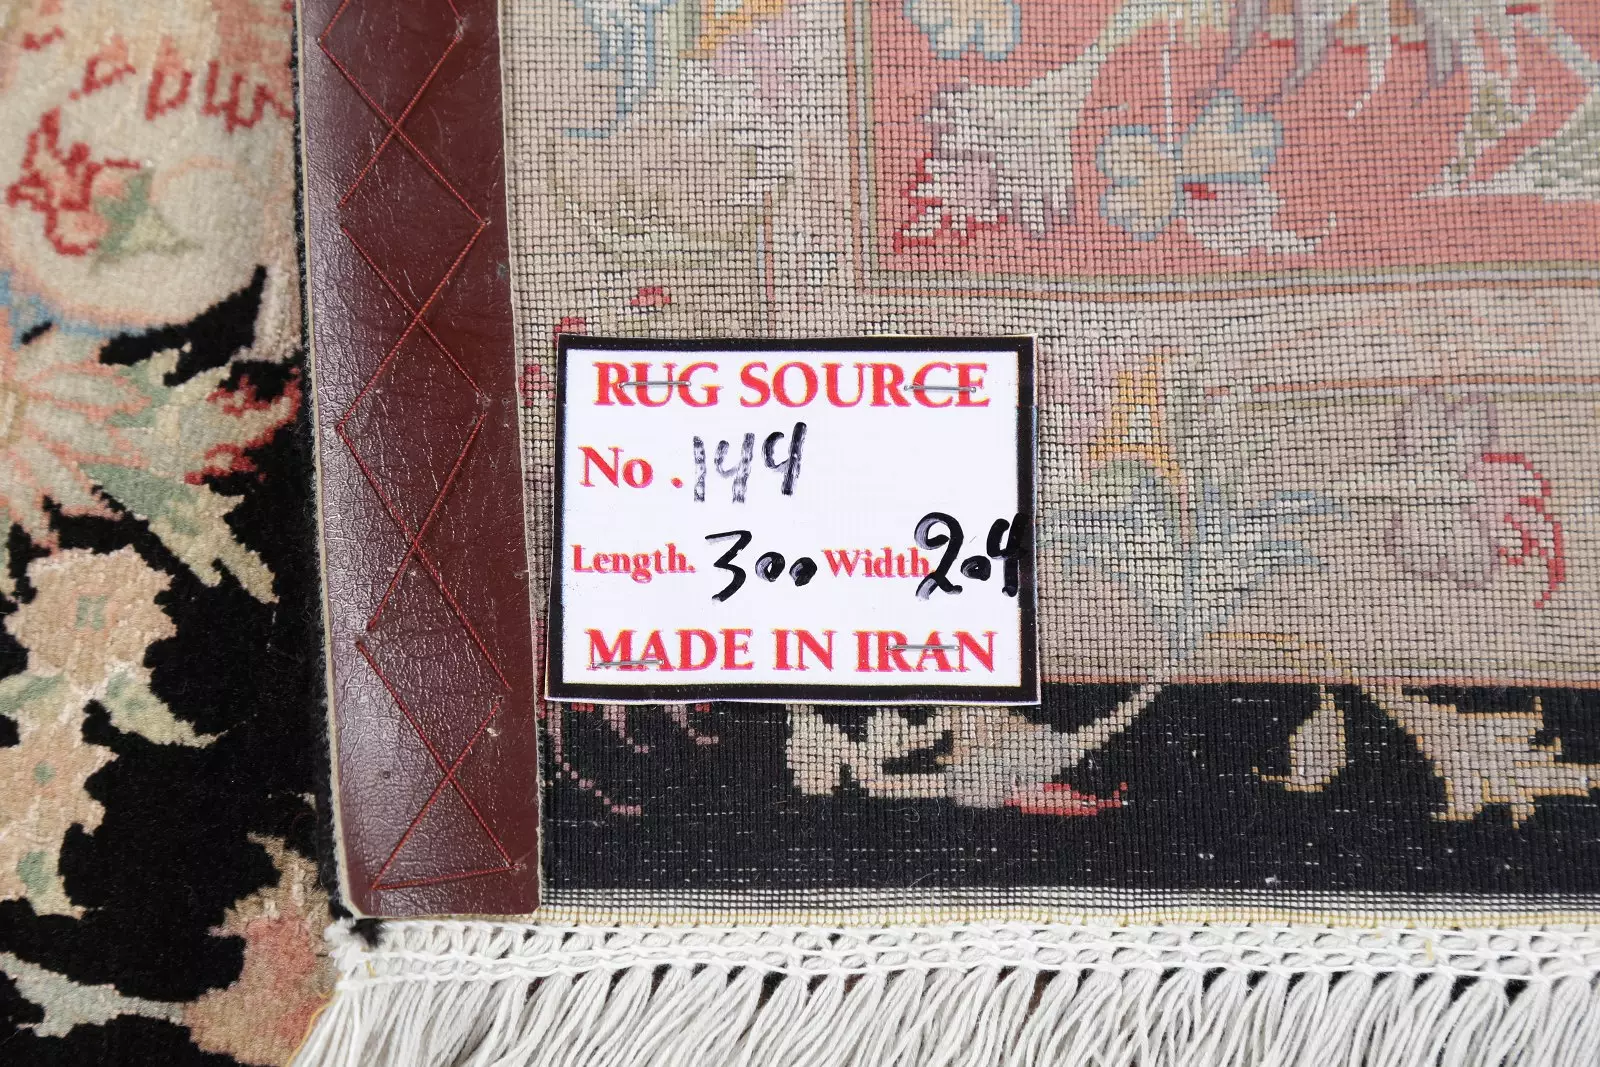 RUG SOURCE
No. 144
Length. 300 Width. 204
MADE IN IRAN